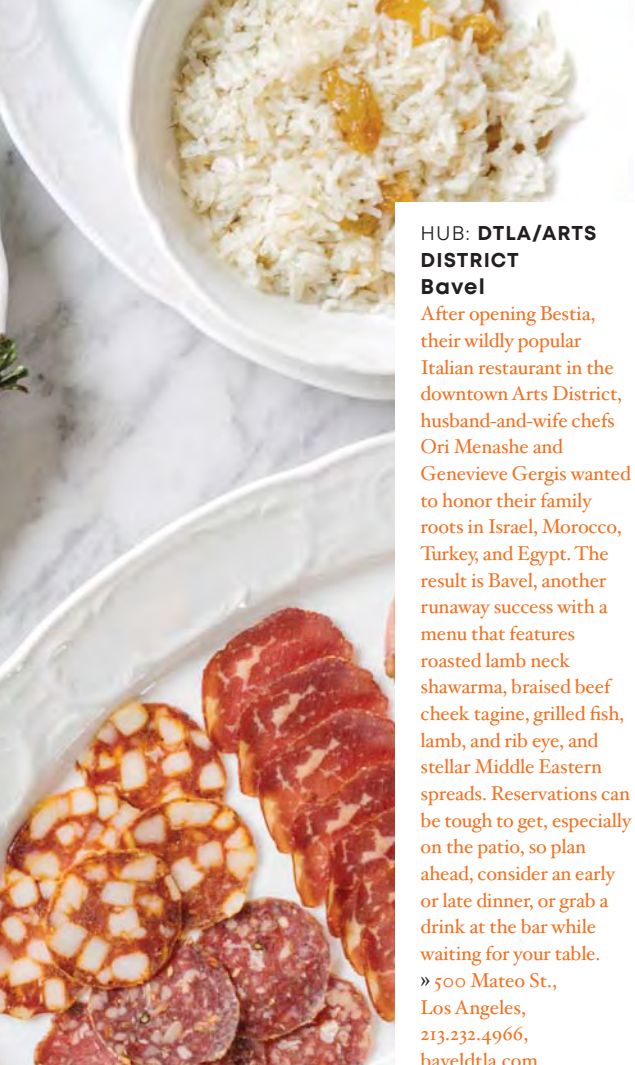 HUB: DTLA/ARTS
DISTRICT
Bavel
After opening Bestia,
their wildly popular
Italian restaurant in the
downtown Arts District,
husband-and-wife chefs
Ori Menashe and
Genevieve Gergis wanted
to honor their family
roots in Israel, Morocco,
Turkey, and Egypt. The
result is Bavel, another
runaway success with a
menu that features
roasted lamb neck
shawarma, braised beef
cheek tagine, grilled fish,
lamb, and rib eye, and
stellar Middle Eastern
spreads. Reservations can
be tough to get, especially
on the patio, so plan
ahead, consider an early
or late dinner, or grab a
drink at the bar while
waiting for your table.
» 500 Mateo St.,
Los Angeles,
213.232.4966,
baveldtla.com